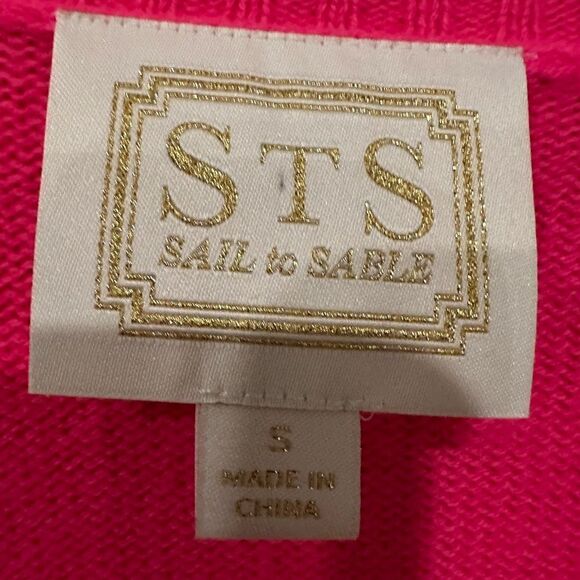 STS
SAIL to SABLE
S
MADE IN
CHINA